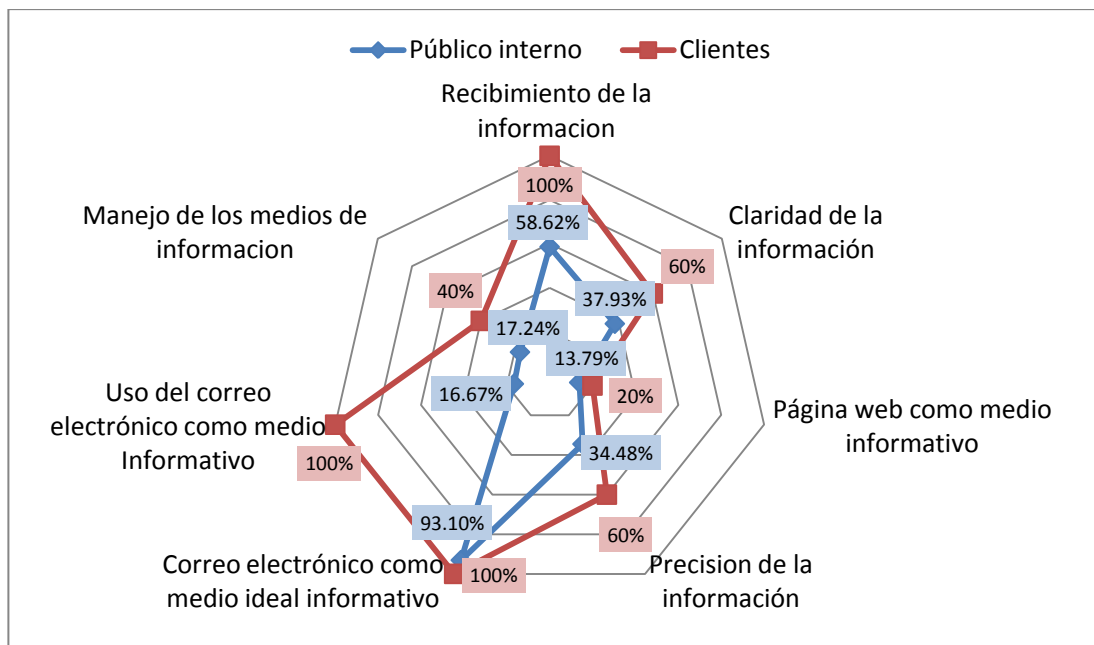 Público interno
Clientes
Recibimiento de la
informacion
100%
58.62%
Claridad de la
información
60%
37.93%
Página web como medio
informativo
13.79%
20%
Precision de la
información
34.48%
60%
Correo electrónico como
medio ideal informativo
93.10%
100%
Uso del correo
electrónico como medio
Informativo
16.67%
100%
Manejo de los medios de
informacion
40%
17.24%